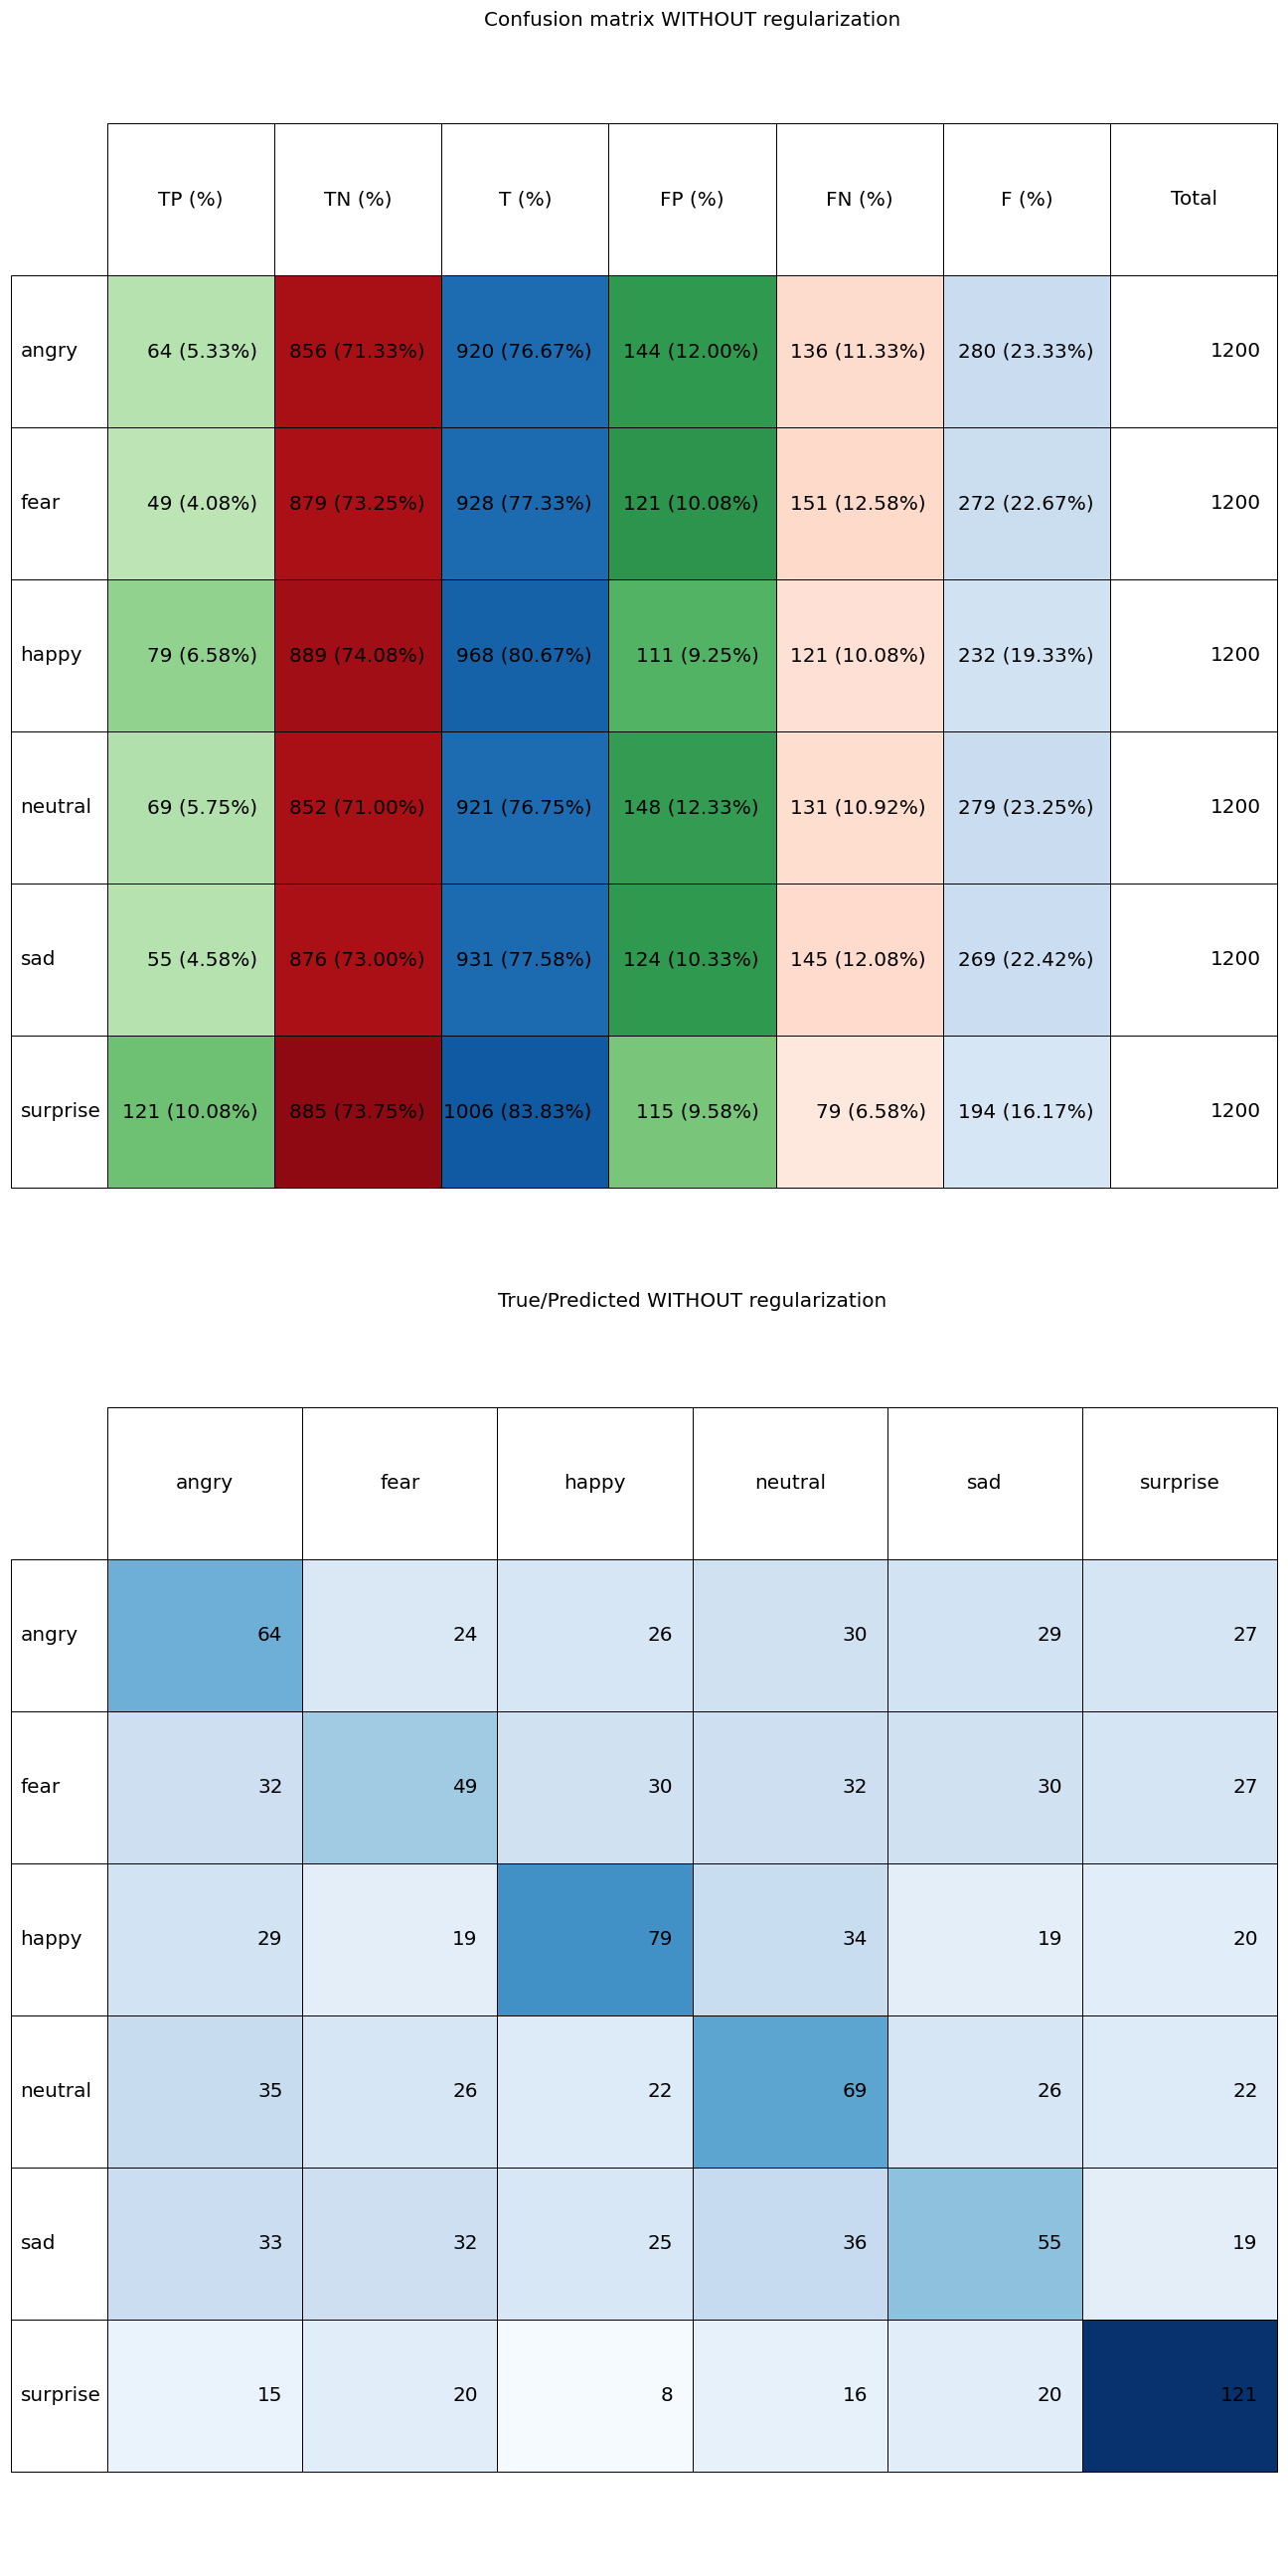 Confusion matrix WITHOUT regularization
TP (%) TN (%) T (%) FP (%) FN (%) F (%) Total
angry 64 (5.33%) 856 (71.33%) 920 (76.67%) 144 (12.00%) 136 (11.33%) 280 (23.33%) 1200
fear 49 (4.08%) 879 (73.25%) 928 (77.33%) 121 (10.08%) 151 (12.58%) 272 (22.67%) 1200
happy 79 (6.58%) 889 (74.08%) 968 (80.67%) 111 (9.25%) 121 (10.08%) 232 (19.33%) 1200
neutral 69 (5.75%) 852 (71.00%) 921 (76.75%) 148 (12.33%) 131 (10.92%) 279 (23.25%) 1200
sad 55 (4.58%) 876 (73.00%) 931 (77.58%) 124 (10.33%) 145 (12.08%) 269 (22.42%) 1200
surprise 121 (10.08%) 885 (73.75%) 1006 (83.83%) 115 (9.58%) 79 (6.58%) 194 (16.17%) 1200
True/Predicted WITHOUT regularization
angry fear happy neutral sad surprise
angry 64 24 26 30 29 27
fear 32 49 30 32 30 27
happy 29 19 79 34 19 20
neutral 35 26 22 69 26 22
sad 33 32 25 36 55 19
surprise 15 20 8 16 20 121